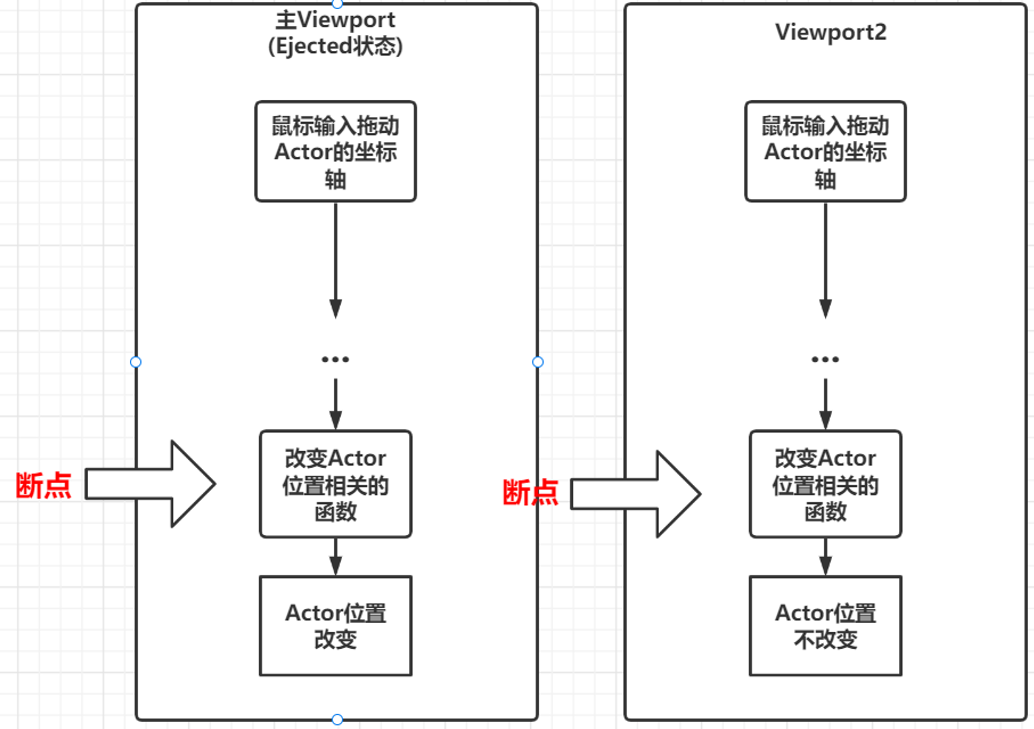 主Viewport
(Ejected状态)
鼠标输入拖动
Actor的坐标
轴
...
断点
改变Actor
位置相关的
函数
Actor位置
改变
Viewport2
鼠标输入拖动
Actor的坐标
轴
...
断点
改变Actor
位置相关的
函数
Actor位置
不改变